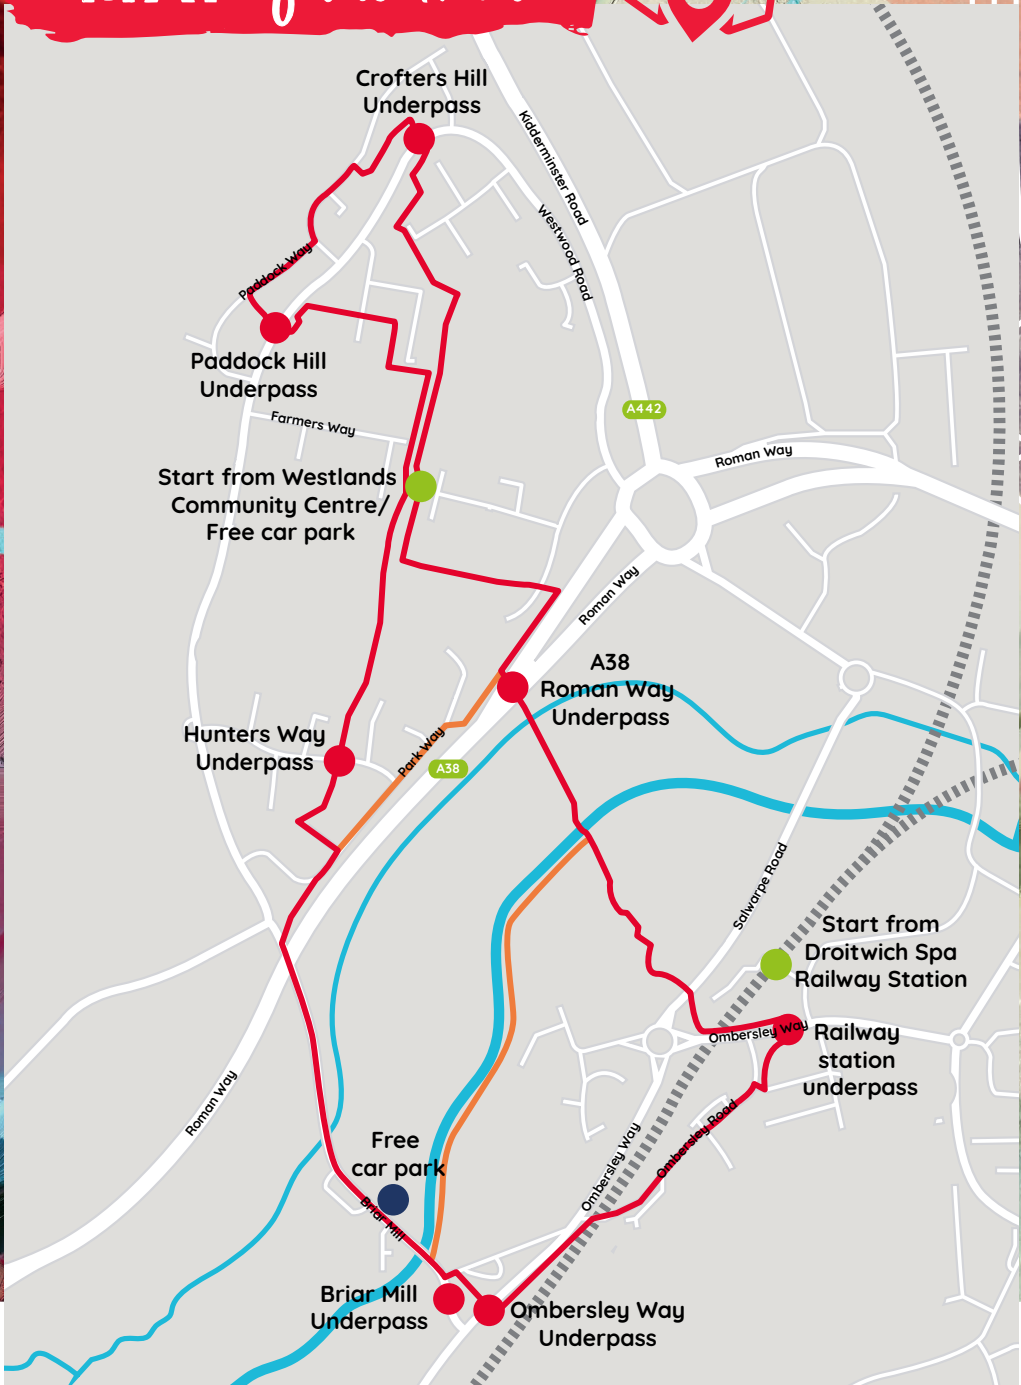 Crofters Hill
Underpass
Kidderminster Road
Westwood Road
Paddock Way
Paddock Hill
Underpass
Farmers Way
A442
Roman Way
Start from Westlands
Community Centre/
Free car park
Roman Way
A38
Roman Way
Underpass
Hunters Way
Underpass
Park Way
A38
Salwarpe Road
Start from
Droitwich Spa
Railway Station
Ombersley Way
Railway
station
underpass
Roman Way
Free
car park
Ombersley Road
Ombersley Way
Briar Mill
Briar Mill
Underpass
Ombersley Way
Underpass